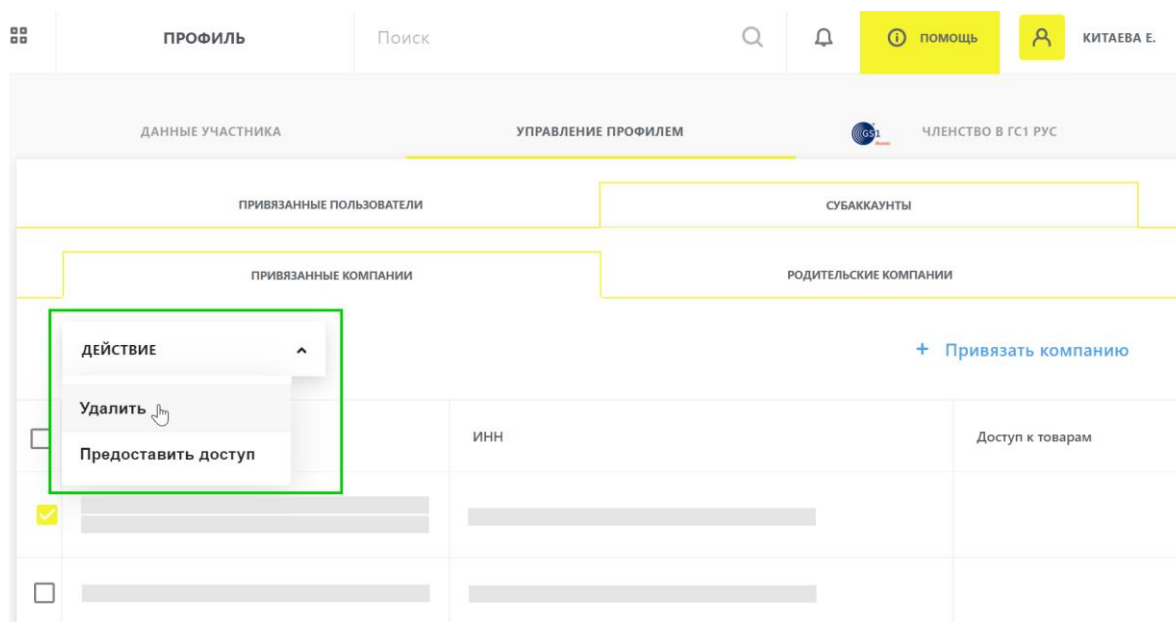 ПРОФИЛЬ
Поиск
ПОМОЩЬ
КИТАЕВА Е.
ДАННЫЕ УЧАСТНИКА
УПРАВЛЕНИЕ ПРОФИЛЕМ
GS1
ЧЛЕНСТВО В ГС1 РУС
ПРИВЯЗАННЫЕ ПОЛЬЗОВАТЕЛИ
СУБАККАУНТЫ
ПРИВЯЗАННЫЕ КОМПАНИИ
РОДИТЕЛЬСКИЕ КОМПАНИИ
ДЕЙСТВИЕ
+ Привязать компанию
Удалить
Предоставить доступ
ИНН
Доступ к товарам